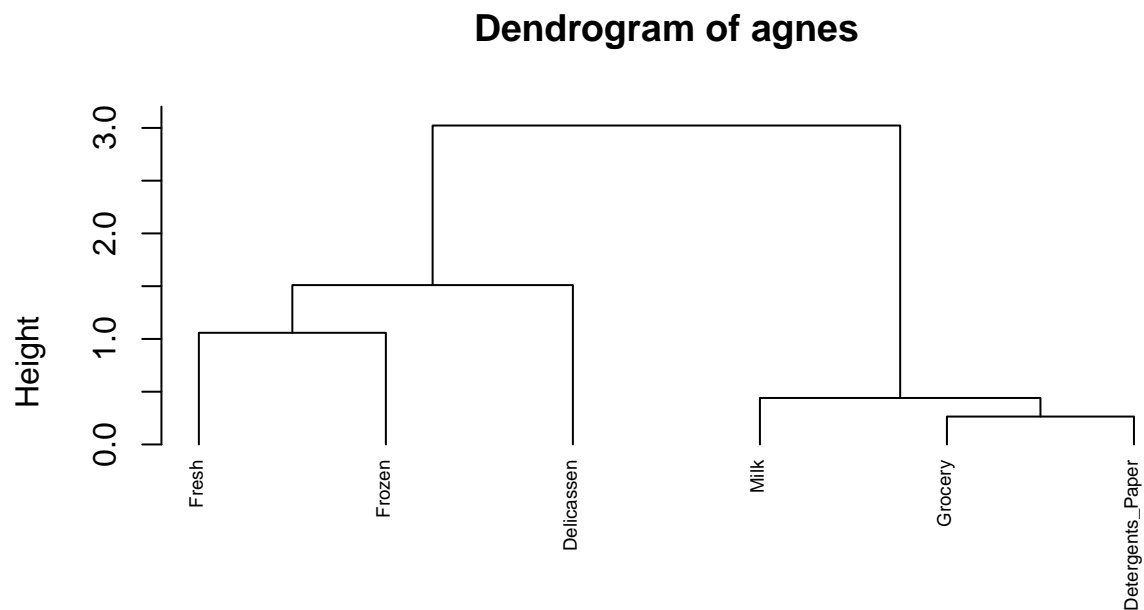 Dendrogram of agnes
3.0
2.0
1.0
0.0
Height
Fresh
Frozen
Delicassen
Milk
Grocery
Detergents_Paper